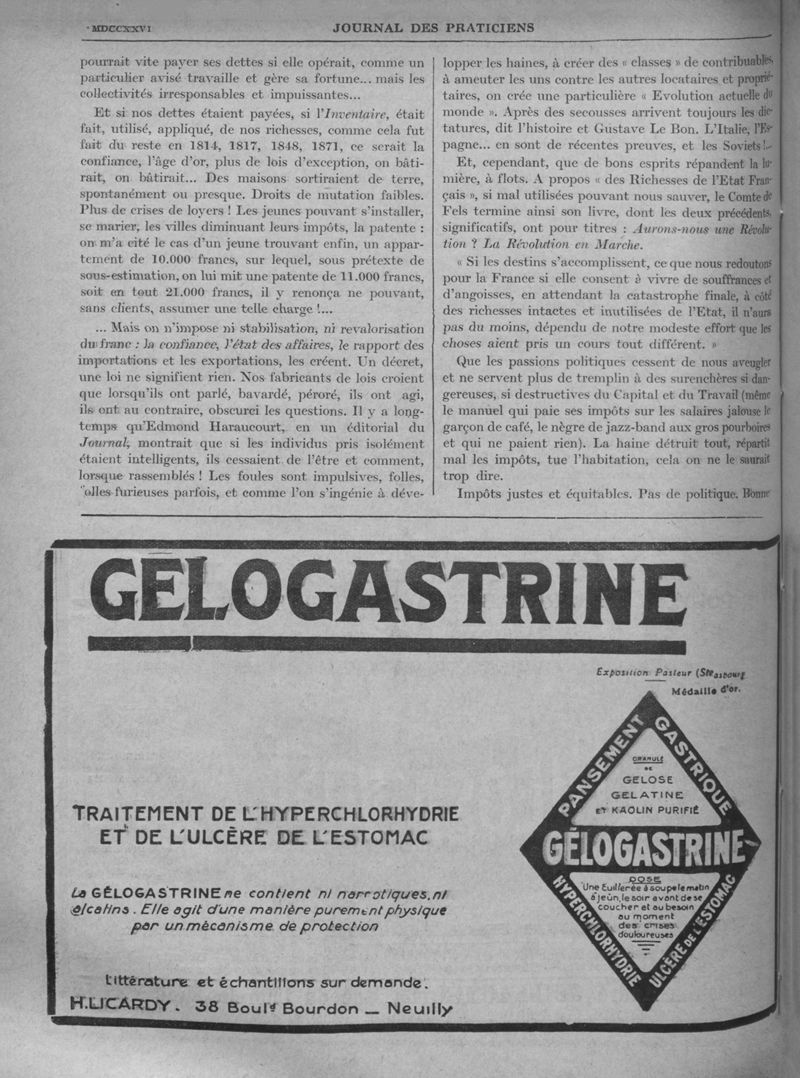 MDCCXXVI
JOURNAL DES PRATICIENS
pourrait vite payer ses dettes si elle opérait, comme un
particulier avisé travaille et gère sa fortune... mais les
collectivités irresponsables et impuissantes...
Et si nos dettes étaient payées, si l'Inventaire, était
fait, utilisé, appliqué, de nos richesses, comme cela fut
fait du reste en 1814, 1817, 1848, 1871, ce serait la
confiance, l'âge d'or, plus de lois d'exception, on bâti-
rait, on bâtirait... Des maisons sortiraient de terre,
spontanément ou presque. Droits de mutation faibles.
Plus de crises de loyers ! Les jeunes pouvant s'installer,
se marier, les villes diminuant leurs impôts, la patente :
on m'a cité le cas d'un jeune trouvant enfin, un appar-
tement de 10.000 francs, sur lequel, sous prétexte de
sous-estimation, on lui mit une patente de 11.000 francs,
soit en tout 21.000 francs, il y renonça ne pouvant,
sans clients, assumer une telle charge !...
... Mais on n'impose ni stabilisation, ni revalorisation
du franc : la confiance, l'état des affaires, le rapport des
importations et les exportations, les créent. Un décret,
une loi ne signifient rien. Nos fabricants de lois croient
que lorsqu'ils ont parlé, bavardé, péroré, ils ont agi,
ils ont au contraire, obscurci les questions. Il y a long-
temps qu'Edmond Haraucourt, en un éditorial du
Journal, montrait que si les individus pris isolément
étaient intelligents, ils cessaient de l'être et comment,
lorsque rassemblés ! Les foules sont impulsives, folles,
folles furieuses parfois, et comme l'on s'ingénie à déve-
lopper les haines, à créer des « classes » de contribuables,
à ameuter les uns contre les autres locataires et proprié-
taires, on crée une particulière « Evolution actuelle du
monde ». Après des secousses arrivent toujours les dic-
tatures, dit l'histoire et Gustave Le Bon. L'Italie, l'Es-
pagne... en sont de récentes preuves, et les Soviets !...
Et, cependant, que de bons esprits répandent la lu-
mière, à flots. A propos « des Richesses de l'Etat Fran-
çais », si mal utilisées pouvant nous sauver, le Comte de
Fels termine ainsi son livre, dont les deux précédents,
significatifs, ont pour titres : Aurons-nous une Révolu-
tion ? La Révolution en Marche.
« Si les destins s'accomplissent, ce que nous redoutons
pour la France si elle consent à vivre de souffrances et
d'angoisses, en attendant la catastrophe finale, à côté
des richesses intactes et inutilisées de l'Etat, il n'aura
pas du moins, dépendu de notre modeste effort que les
choses aient pris un cours tout différent. »
Que les passions politiques cessent de nous aveugler
et ne servent plus de tremplin à des surenchères si dan-
gereuses, si destructives du Capital et du Travail (même
le manuel qui paie ses impôts sur les salaires jalouse le
garçon de café, le nègre de jazz-band aux gros pourboires
et qui ne paient rien). La haine détruit tout, répartit
mal les impôts, tue l'habitation, cela on ne le saurait
trop dire.
Impôts justes et équitables. Pas de politique. Bonne
GÉLOGASTRINE
Exposition Pasteur (Strasbourg
Médaille d'or.
TRAITEMENT DE L'HYPERCHLORHYDRIE
ET DE L'ULCÈRE DE L'ESTOMAC
La GÉLOGASTRINE ne contient ni narcotiques, ni
alcalins. Elle agit d'une manière purement physique
par un mécanisme de protection
Littérature et échantillons sur demande.
H. LICARDY. 38 Boulᵈ Bourdon — Neuilly
PANSEMENT GASTRIQUE
GRANULÉ
DE
GELOSE
GELATINE
ET KAOLIN PURIFIÉ
GÉLOGASTRINE
DOSE
Une Cuillerée à soupe le matin
à jeûn, le soir avant de se
coucher et au besoin
au moment
des crises
douloureuses
HYPERCHLORHYDRIE
ULCÈRE DE L'ESTOMAC